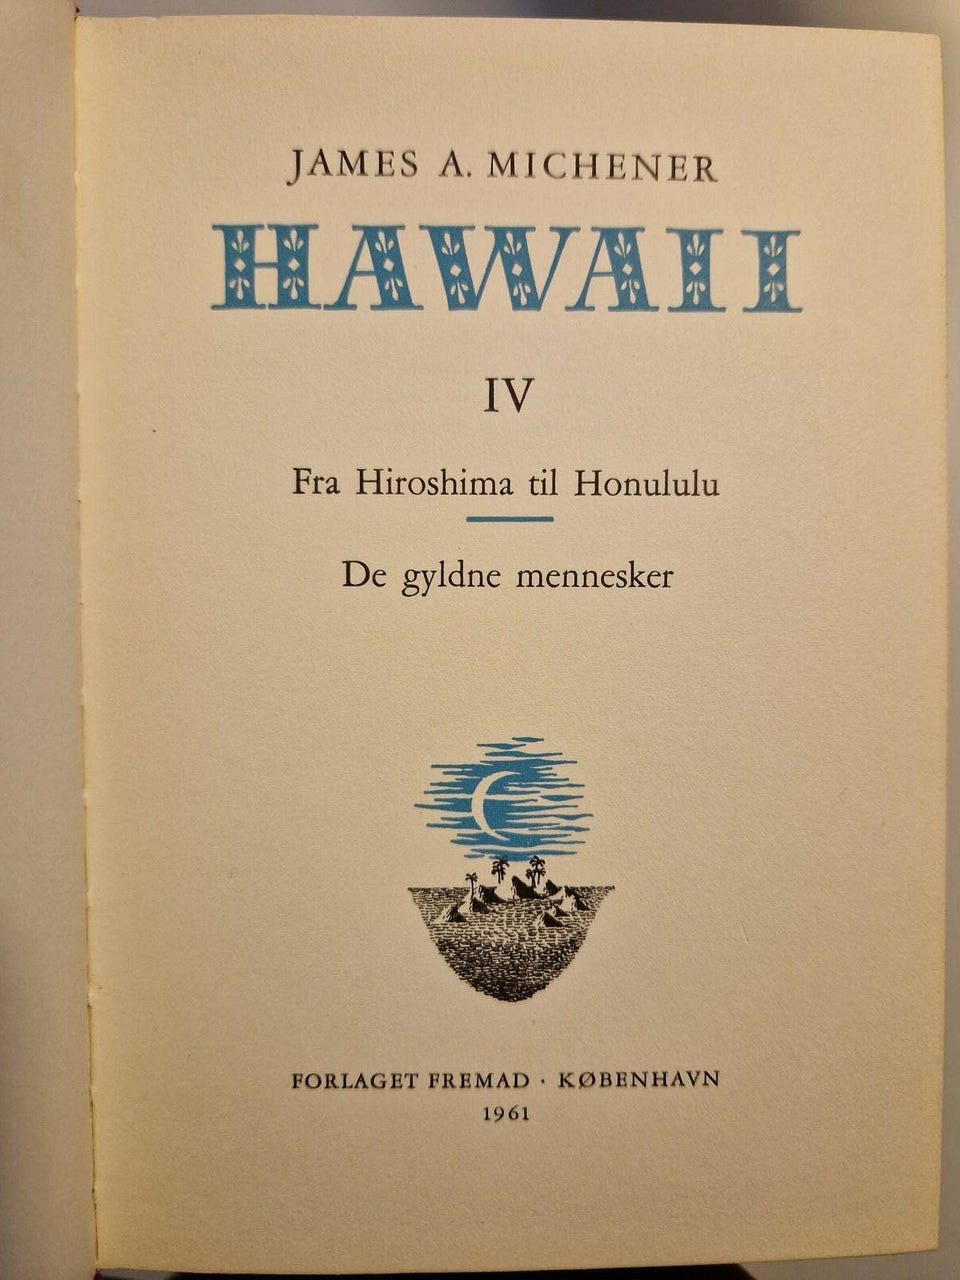 JAMES A. MICHENER
HAWAII
IV
Fra Hiroshima til Honululu
De gyldne mennesker
FORLAGET FREMAD · KØBENHAVN
1961